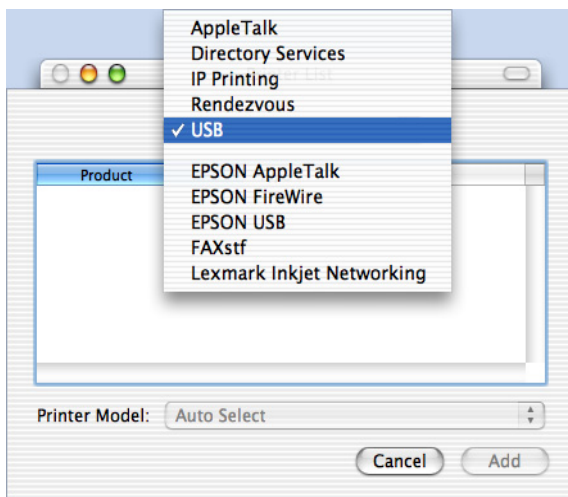 AppleTalk
Directory Services
IP Printing
Rendezvous
✓ USB
EPSON AppleTalk
EPSON FireWire
EPSON USB
FAXstf
Lexmark Inkjet Networking
Product
Printer Model: Auto Select
Cancel Add